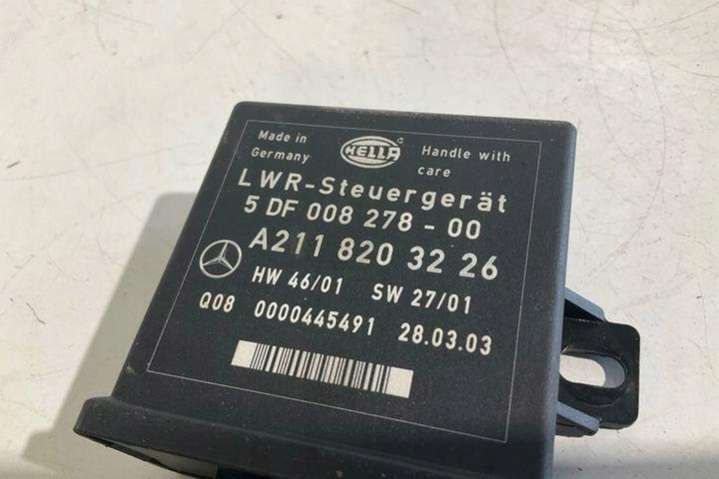 Made in Germany
HELLA
Handle with care
LWR-Steuergerät
5 DF 008 278 - 00
A211 820 32 26
HW 46/01 SW 27/01
Q08 0000445491 28.03.03